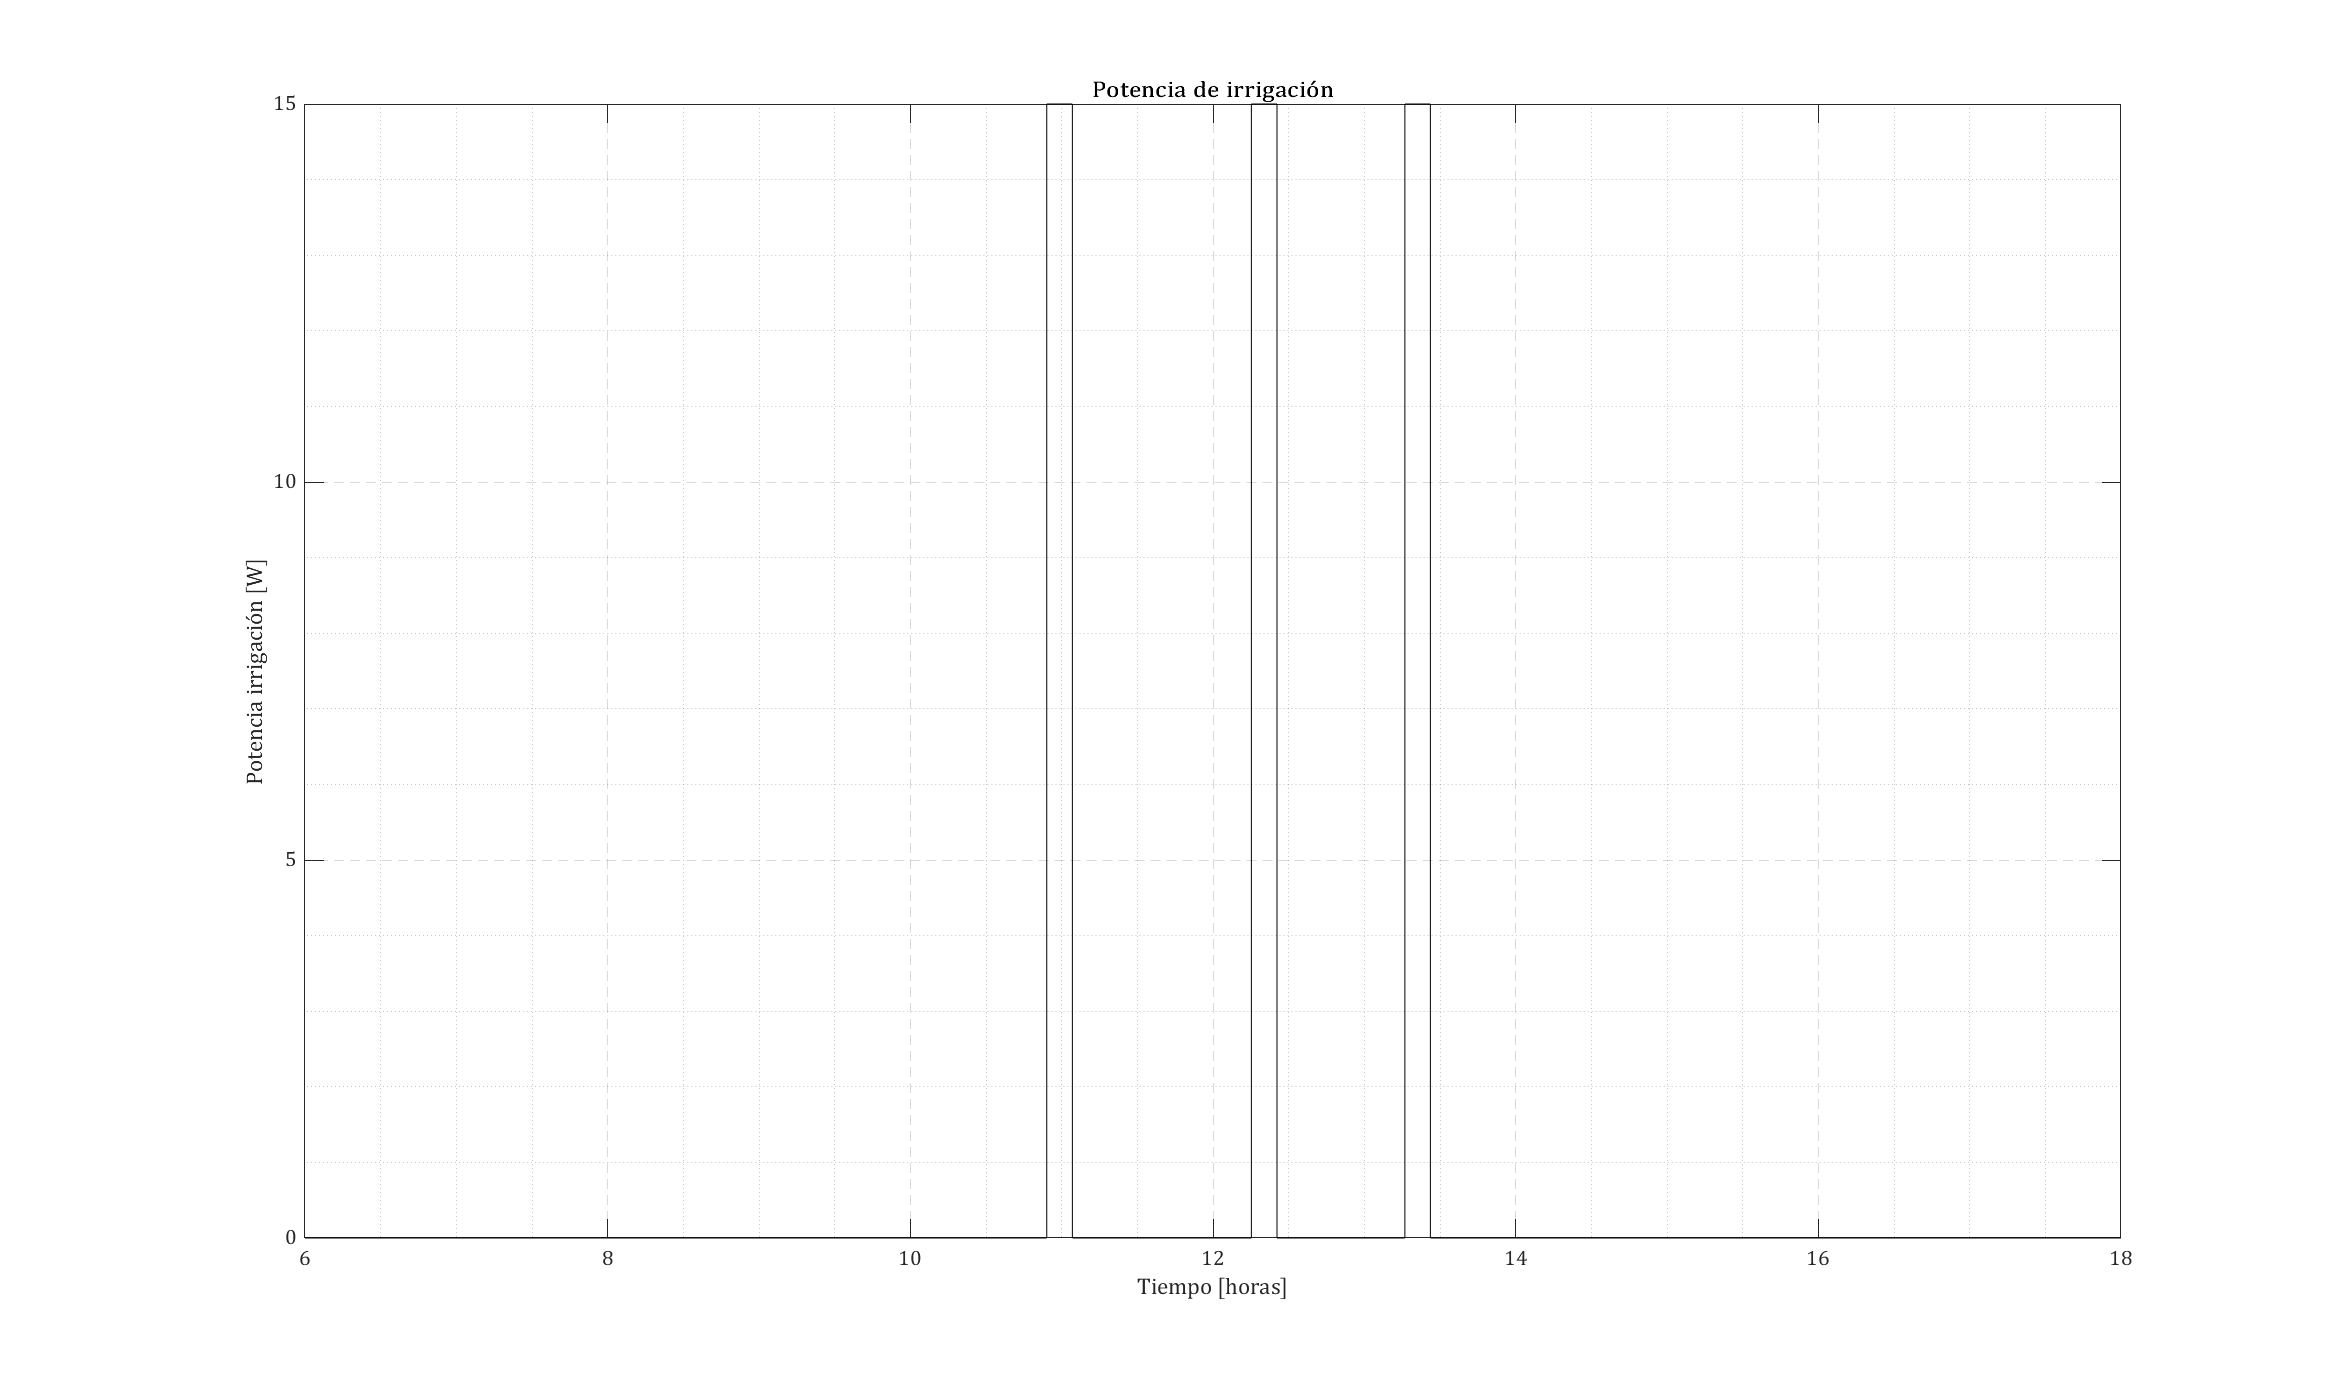 Potencia de irrigación
15
10
5
0
Potencia irrigación [W]
6 8 10 12 14 16 18
Tiempo [horas]